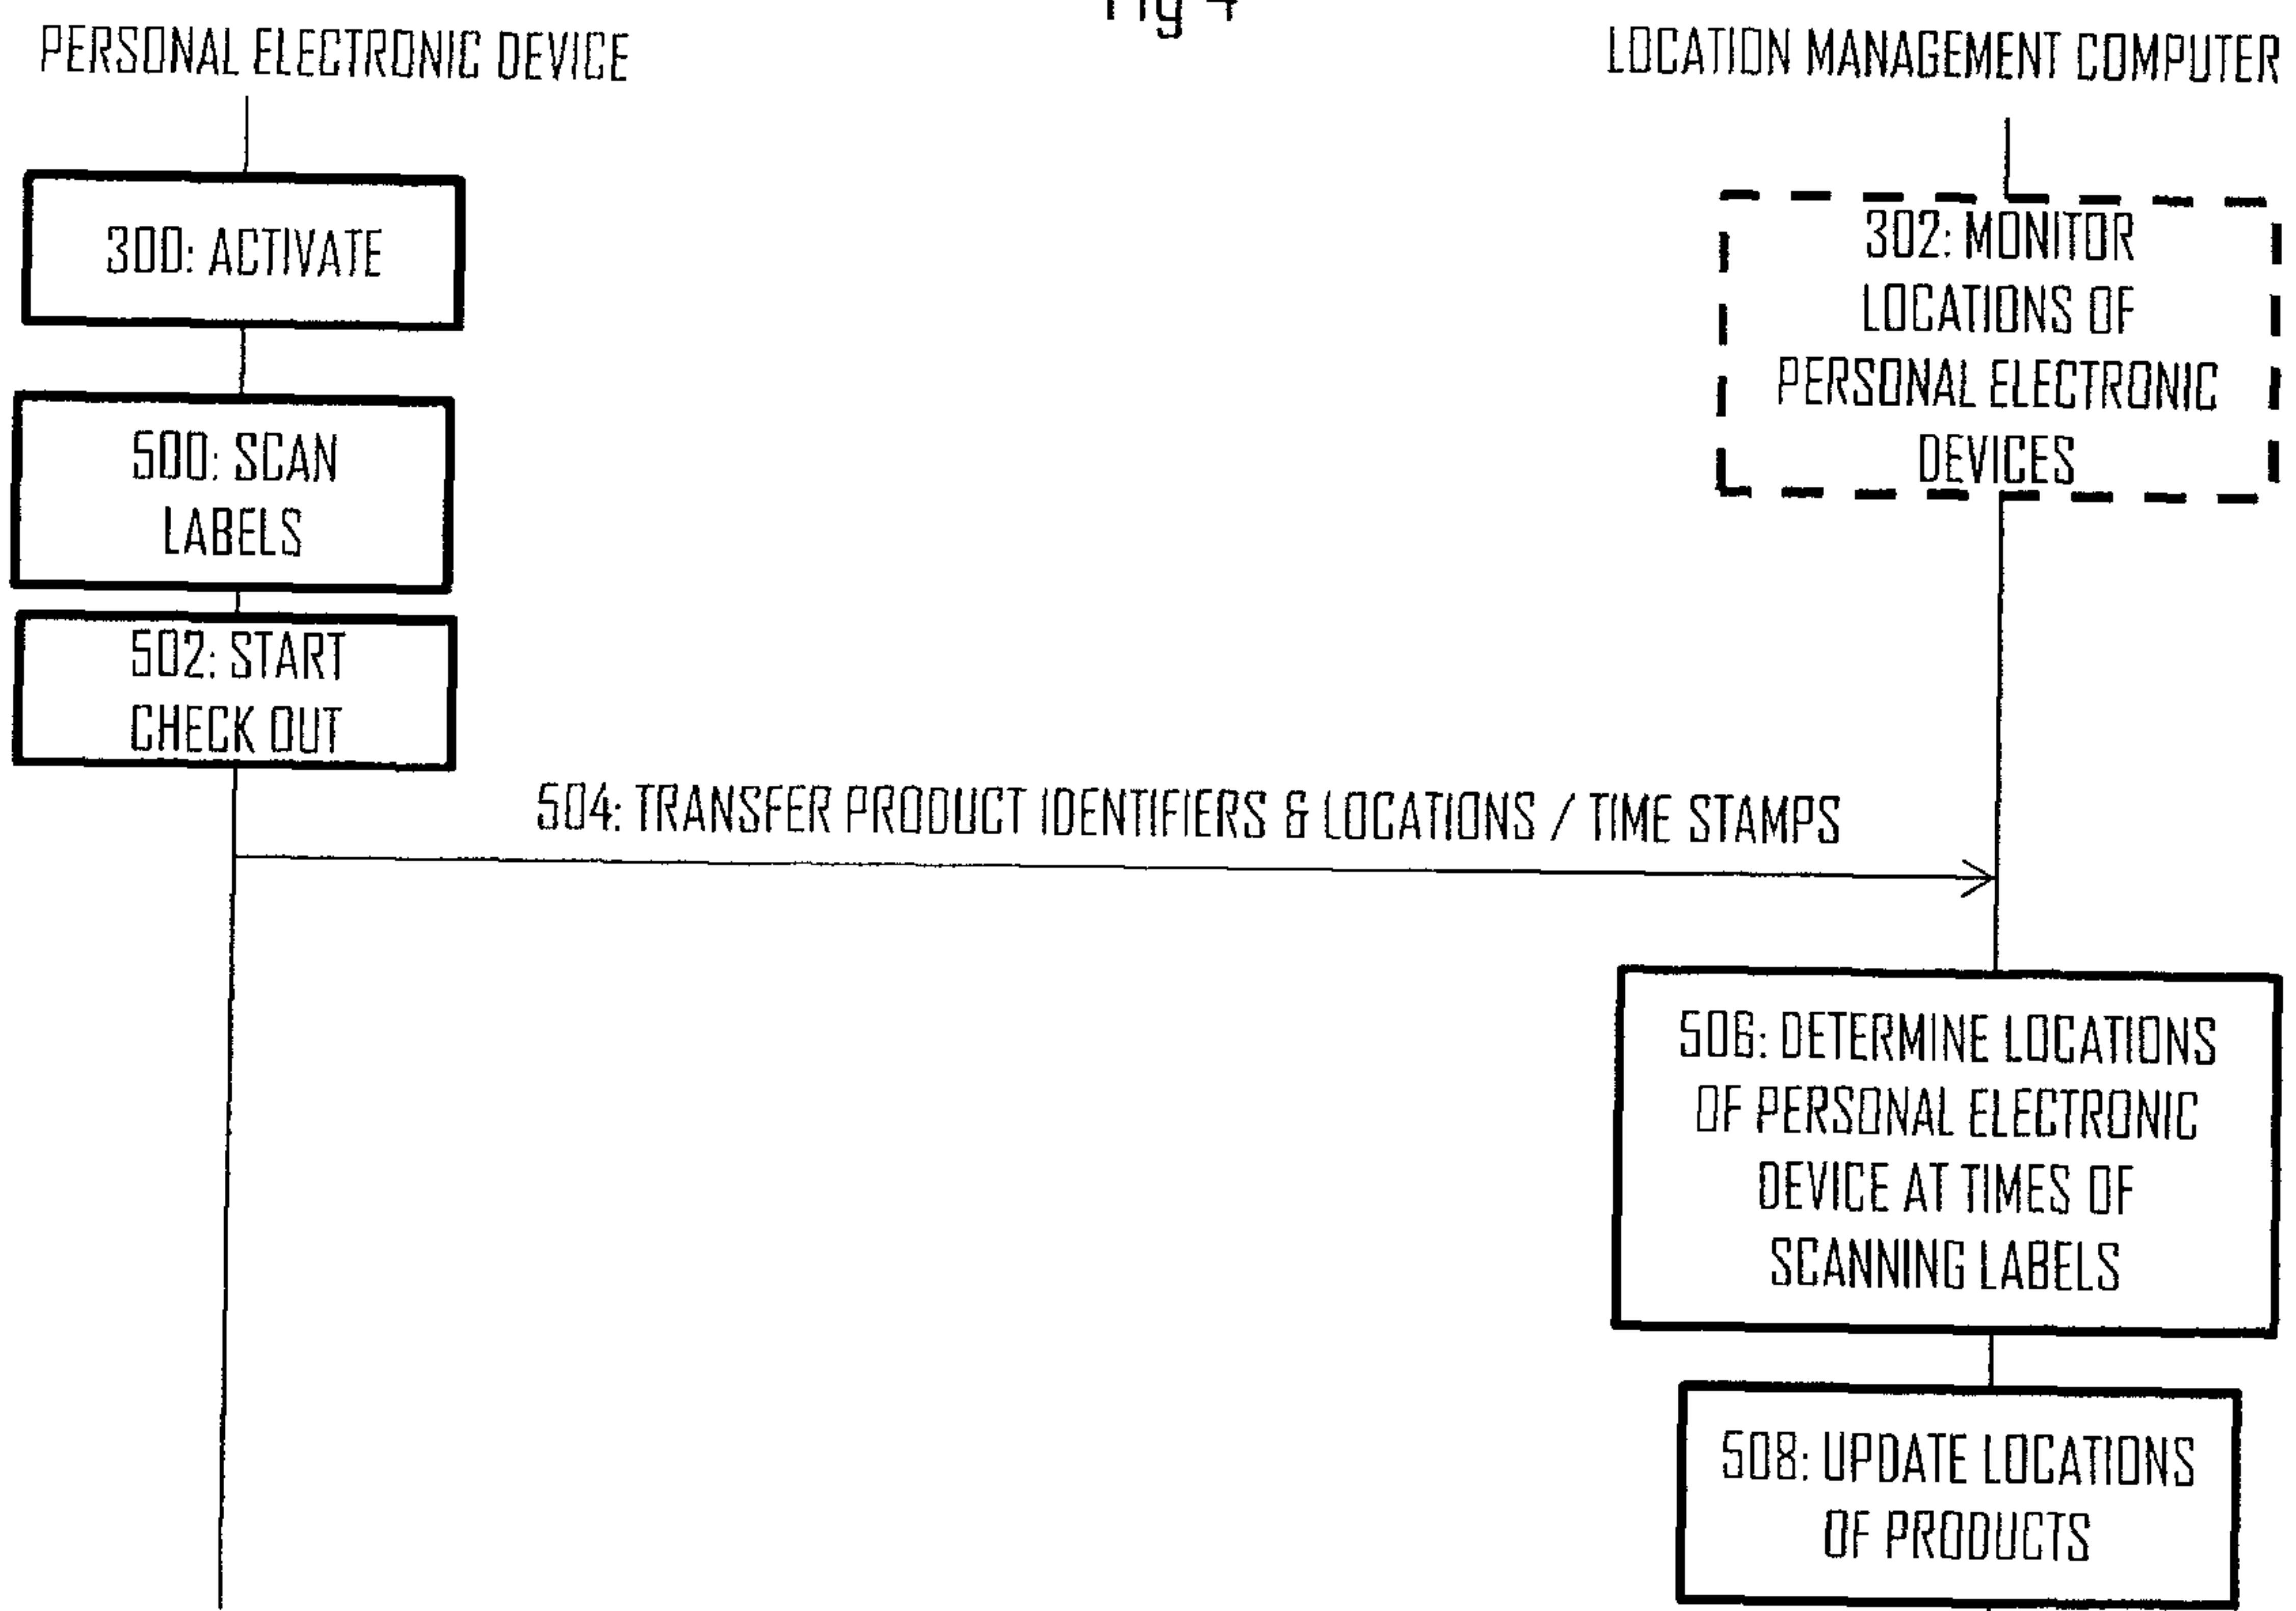 Fig 4
PERSONAL ELECTRONIC DEVICE
LOCATION MANAGEMENT COMPUTER
300: ACTIVATE
302: MONITOR
LOCATIONS OF
PERSONAL ELECTRONIC
DEVICES
500: SCAN
LABELS
502: START
CHECK OUT
504: TRANSFER PRODUCT IDENTIFIERS & LOCATIONS / TIME STAMPS
506: DETERMINE LOCATIONS
OF PERSONAL ELECTRONIC
DEVICE AT TIMES OF
SCANNING LABELS
508: UPDATE LOCATIONS
OF PRODUCTS